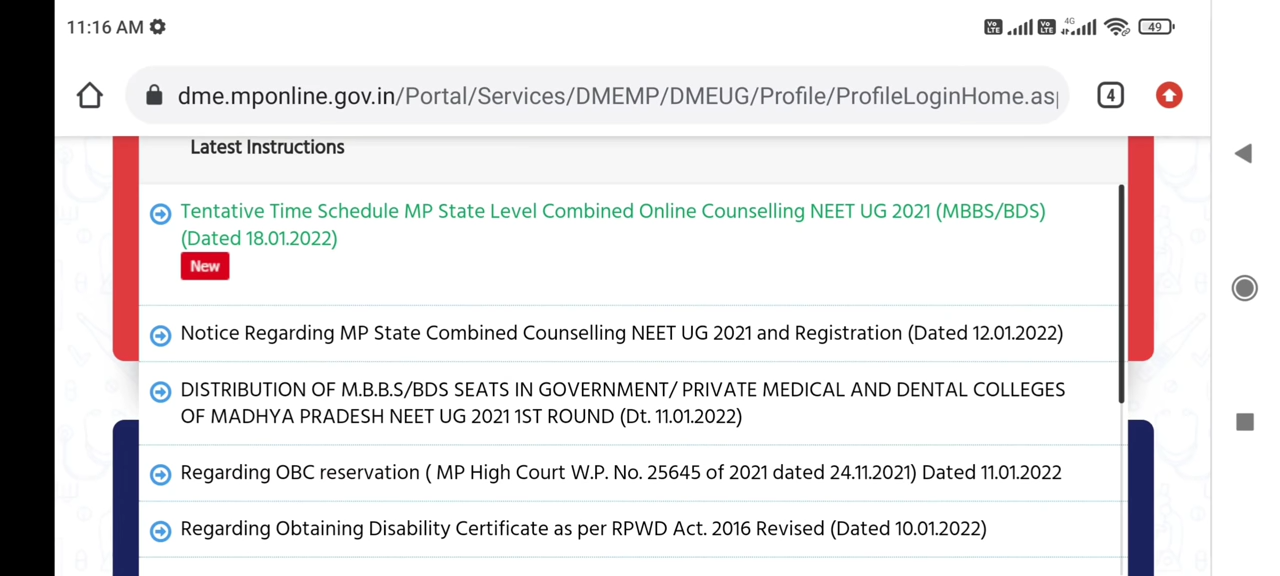 11:16 AM
VoLTE VoLTE 4G 49
dme.mponline.gov.in/Portal/Services/DMEMP/DMEUG/Profile/ProfileLoginHome.as
4
Latest Instructions
Tentative Time Schedule MP State Level Combined Online Counselling NEET UG 2021 (MBBS/BDS)
(Dated 18.01.2022)
New
Notice Regarding MP State Combined Counselling NEET UG 2021 and Registration (Dated 12.01.2022)
DISTRIBUTION OF M.B.B.S/BDS SEATS IN GOVERNMENT/ PRIVATE MEDICAL AND DENTAL COLLEGES
OF MADHYA PRADESH NEET UG 2021 1ST ROUND (Dt. 11.01.2022)
Regarding OBC reservation ( MP High Court W.P. No. 25645 of 2021 dated 24.11.2021) Dated 11.01.2022
Regarding Obtaining Disability Certificate as per RPWD Act. 2016 Revised (Dated 10.01.2022)